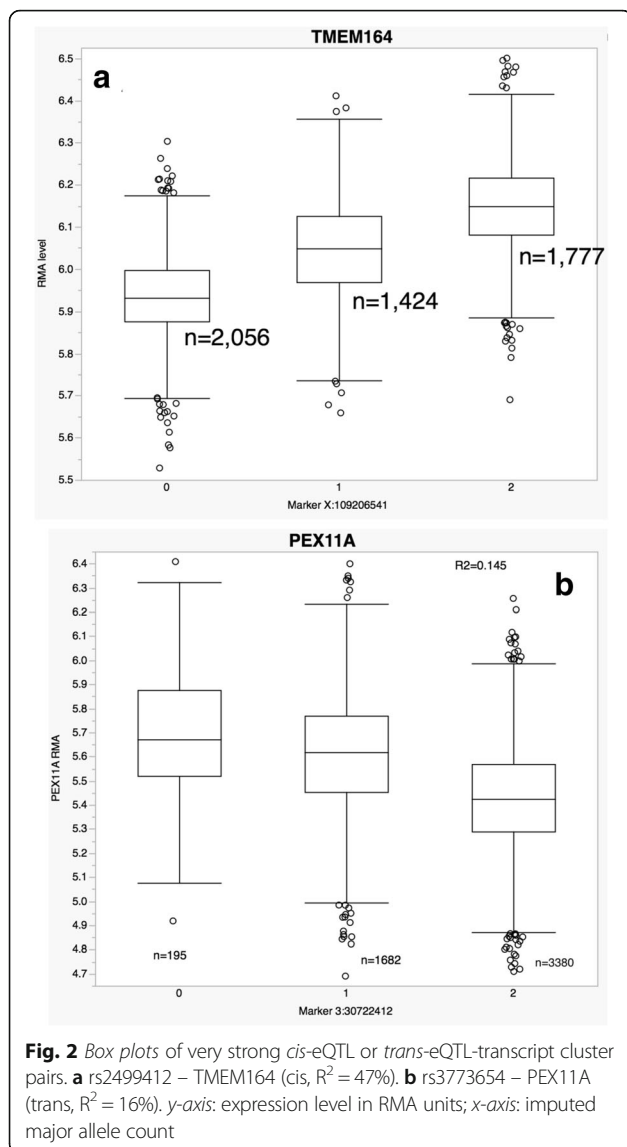 TMEM164
a
6.5
6.4
6.3
6.2
6.1
6.0
5.9
5.8
5.7
5.6
5.5
RMA level
n=2,056
n=1,424
n=1,777
0 1 2
Marker X:109206541
PEX11A
R2=0.145
b
6.4
6.3
6.2
6.1
6.0
5.9
5.8
5.7
5.6
5.5
5.4
5.3
5.2
5.1
5.0
4.9
4.8
4.7
PEX11A RMA
n=195
n=1682
n=3380
0 1 2
Marker 3:30722412
Fig. 2 Box plots of very strong cis-eQTL or trans-eQTL-transcript cluster
pairs. a rs2499412 – TMEM164 (cis, R² = 47%). b rs3773654 – PEX11A
(trans, R² = 16%). y-axis: expression level in RMA units; x-axis: imputed
major allele count